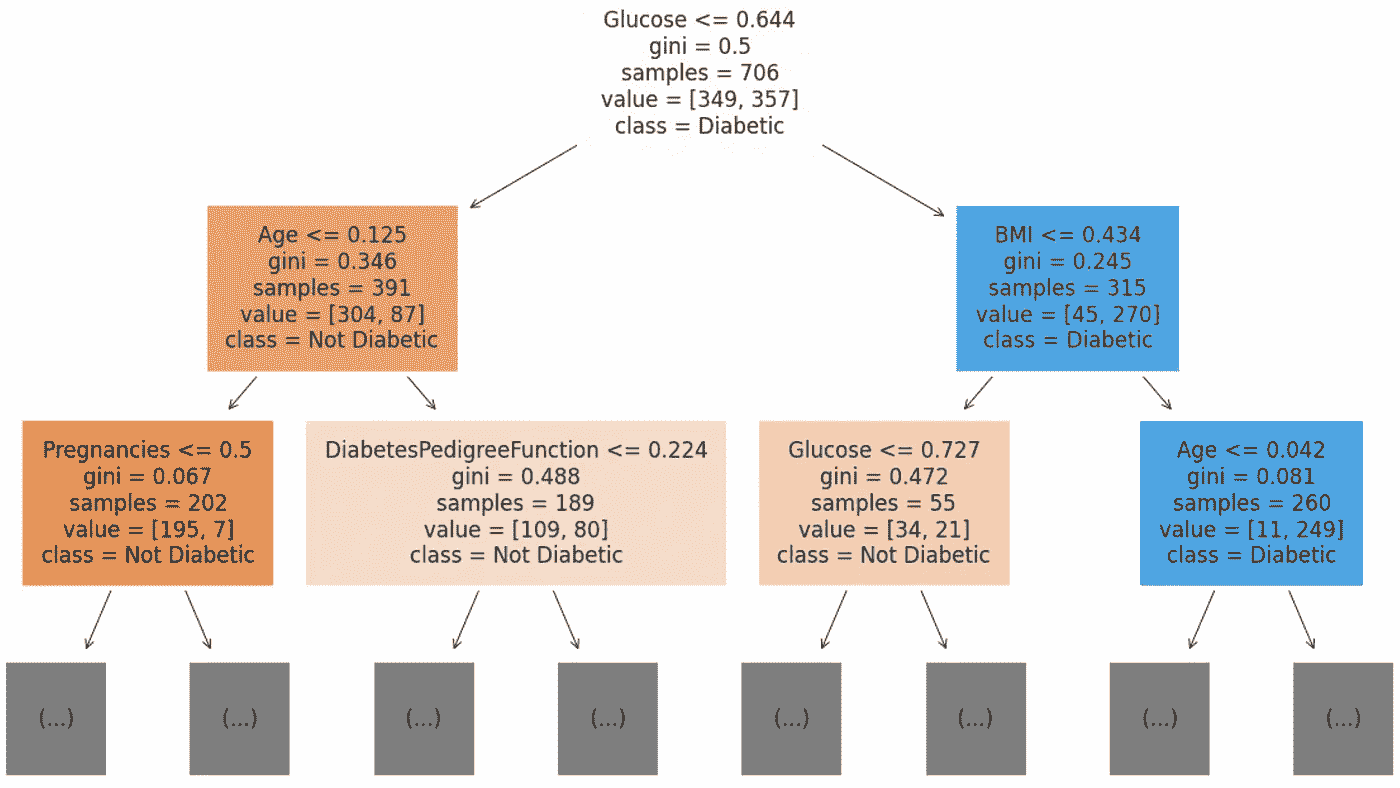 Glucose <= 0.644
gini = 0.5
samples = 706
value = [349, 357]
class = Diabetic
Age <= 0.125
gini = 0.346
samples = 391
value = [304, 87]
class = Not Diabetic
BMI <= 0.434
gini = 0.245
samples = 315
value = [45, 270]
class = Diabetic
Pregnancies <= 0.5
gini = 0.067
samples = 202
value = [195, 7]
class = Not Diabetic
DiabetesPedigreeFunction <= 0.224
gini = 0.488
samples = 189
value = [109, 80]
class = Not Diabetic
Glucose <= 0.727
gini = 0.472
samples = 55
value = [34, 21]
class = Not Diabetic
Age <= 0.042
gini = 0.081
samples = 260
value = [11, 249]
class = Diabetic
(...)
(...)
(...)
(...)
(...)
(...)
(...)
(...)